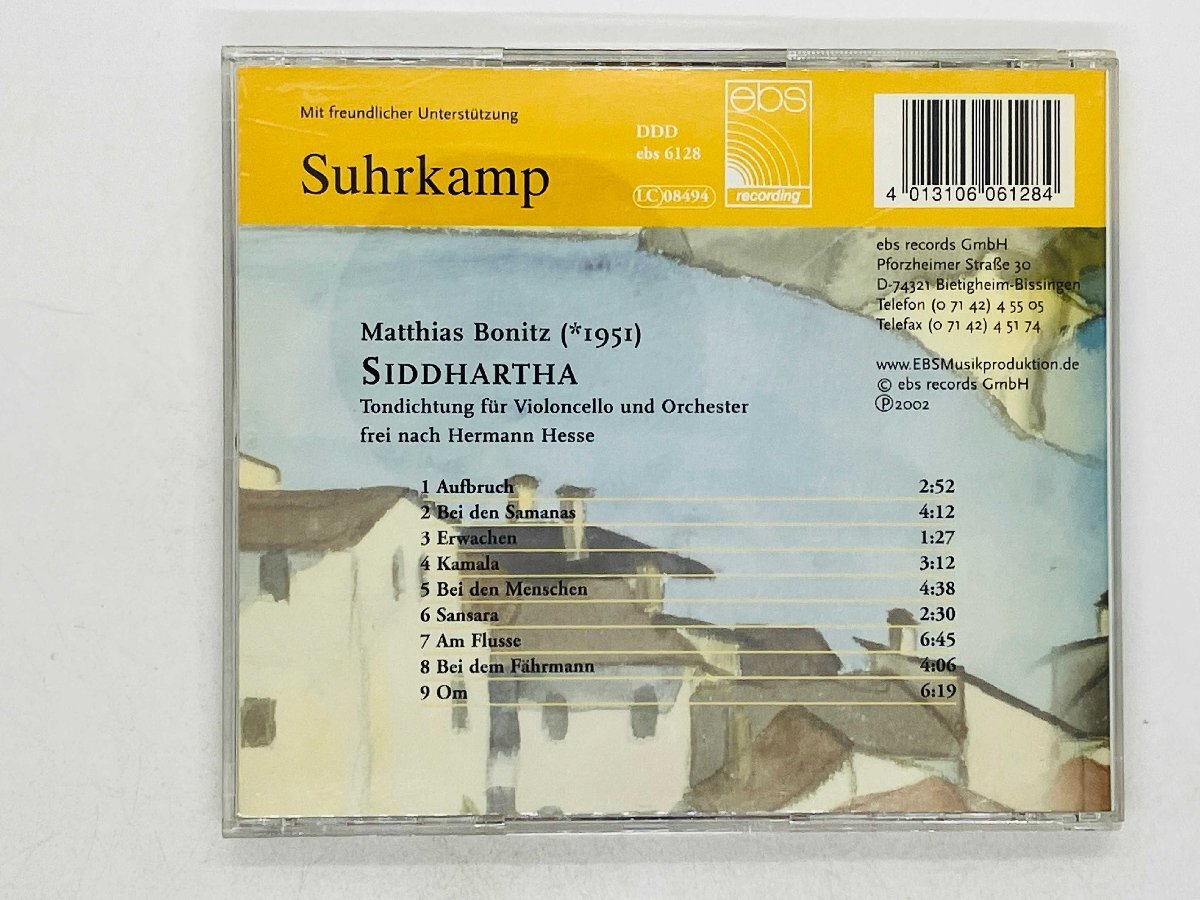 Mit freundlicher Unterstützung
Suhrkamp
DDD
ebs 6128
LC 08494
ebs
recording
4 013106 061284
ebs records GmbH
Pforzheimer Straße 30
D-74321 Bietigheim-Bissingen
Telefon (0 71 42) 4 55 05
Telefax (0 71 42) 4 51 74
www.EBSMusikproduktion.de
© ebs records GmbH
℗ 2002
Matthias Bonitz (*1951)
SIDDHARTHA
Tondichtung für Violoncello und Orchester
frei nach Hermann Hesse
1 Aufbruch 2:52
2 Bei den Samanas 4:12
3 Erwachen 1:27
4 Kamala 3:12
5 Bei den Menschen 4:38
6 Sansara 2:30
7 Am Flusse 6:45
8 Bei dem Fährmann 4:06
9 Om 6:19